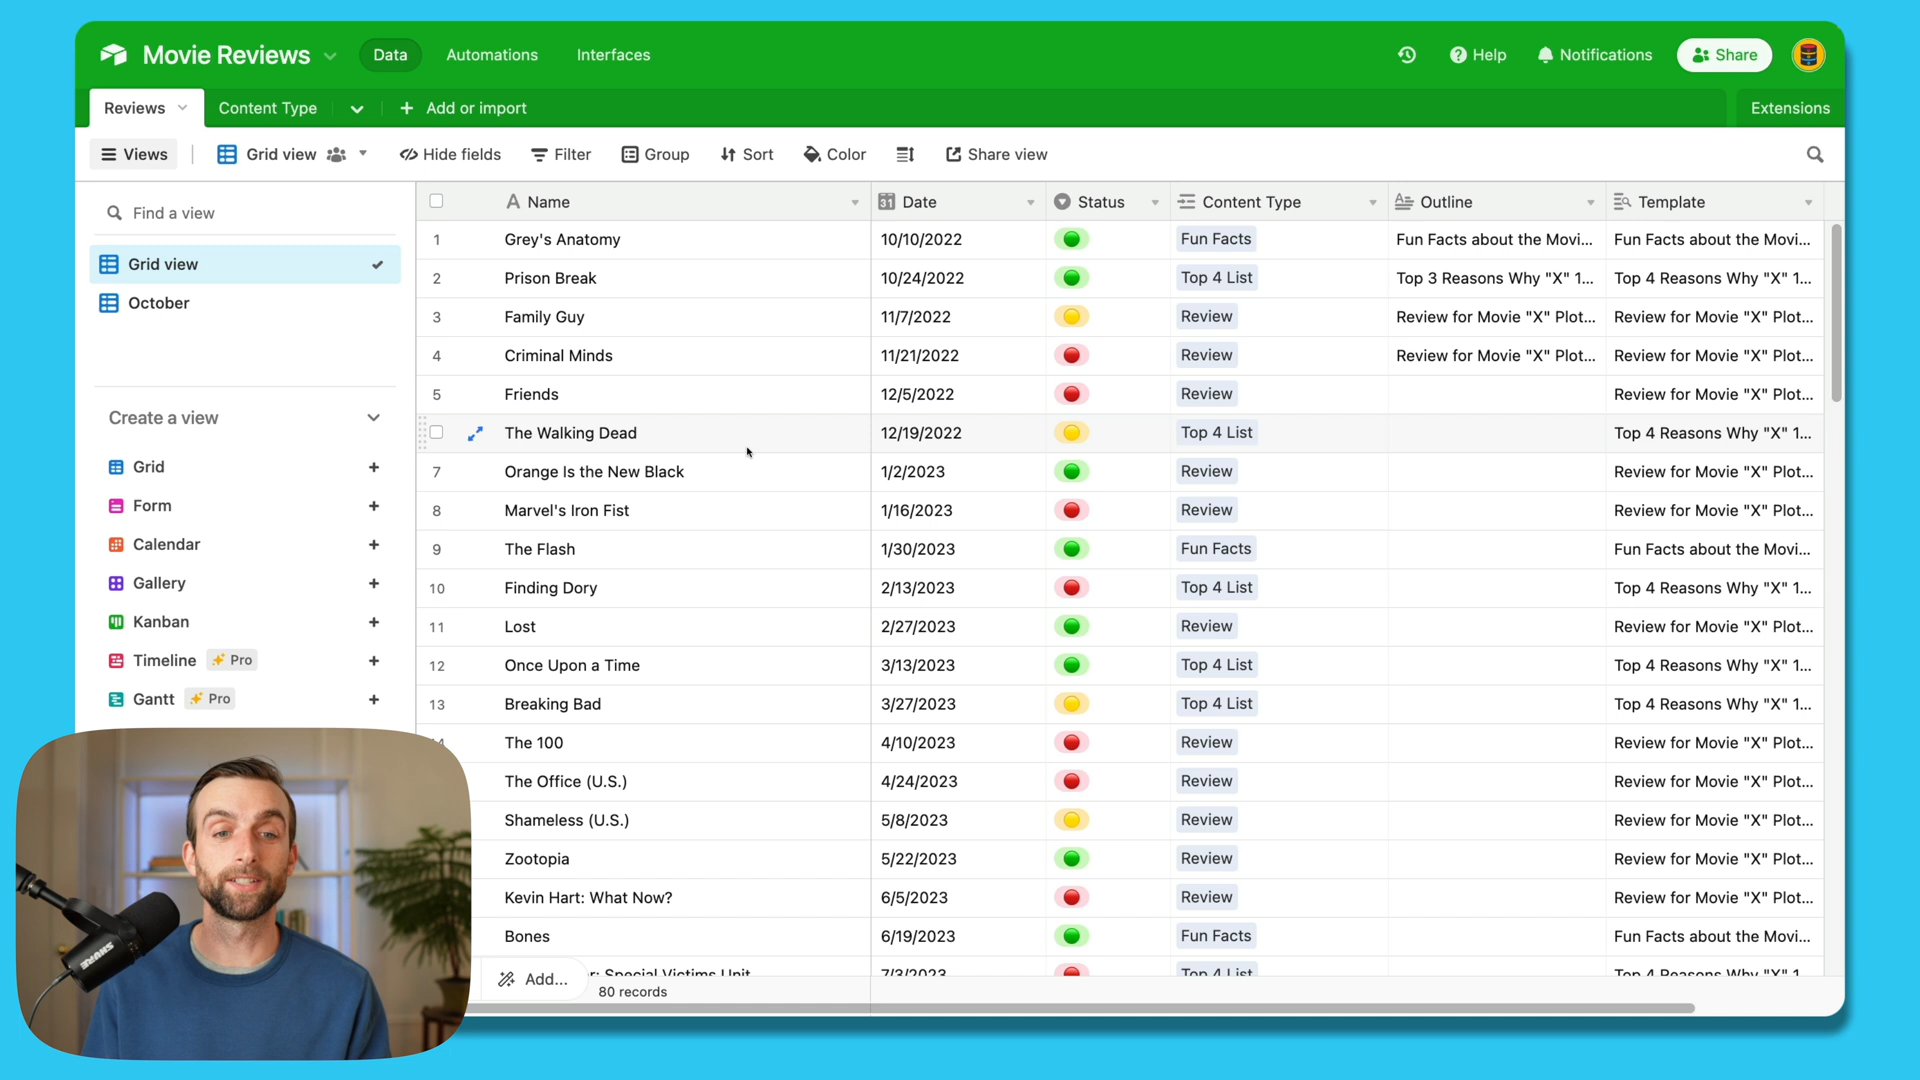 Movie Reviews Data Automations Interfaces Help Notifications Share
Reviews Content Type + Add or import Extensions
Views Grid view Hide fields Filter Group Sort Color Share view
Find a view
Grid view
October
Create a view
Grid +
Form +
Calendar +
Gallery +
Kanban +
Timeline Pro +
Gantt Pro +
Name Date Status Content Type Outline Template
1 Grey's Anatomy 10/10/2022 Fun Facts Fun Facts about the Movi... Fun Facts about the Movi...
2 Prison Break 10/24/2022 Top 4 List Top 3 Reasons Why "X" 1... Top 4 Reasons Why "X" 1...
3 Family Guy 11/7/2022 Review Review for Movie "X" Plot... Review for Movie "X" Plot...
4 Criminal Minds 11/21/2022 Review Review for Movie "X" Plot... Review for Movie "X" Plot...
5 Friends 12/5/2022 Review Review for Movie "X" Plot...
The Walking Dead 12/19/2022 Top 4 List Top 4 Reasons Why "X" 1...
7 Orange Is the New Black 1/2/2023 Review Review for Movie "X" Plot...
8 Marvel's Iron Fist 1/16/2023 Review Review for Movie "X" Plot...
9 The Flash 1/30/2023 Fun Facts Fun Facts about the Movi...
10 Finding Dory 2/13/2023 Top 4 List Top 4 Reasons Why "X" 1...
11 Lost 2/27/2023 Review Review for Movie "X" Plot...
12 Once Upon a Time 3/13/2023 Top 4 List Top 4 Reasons Why "X" 1...
13 Breaking Bad 3/27/2023 Top 4 List Top 4 Reasons Why "X" 1...
The 100 4/10/2023 Review Review for Movie "X" Plot...
The Office (U.S.) 4/24/2023 Review Review for Movie "X" Plot...
Shameless (U.S.) 5/8/2023 Review Review for Movie "X" Plot...
Zootopia 5/22/2023 Review Review for Movie "X" Plot...
Kevin Hart: What Now? 6/5/2023 Review Review for Movie "X" Plot...
Bones 6/19/2023 Fun Facts Fun Facts about the Movi...
Special Victims Unit 7/3/2023 Top 4 List Top 4 Reasons Why "X" 1
Add... 80 records
SHURE